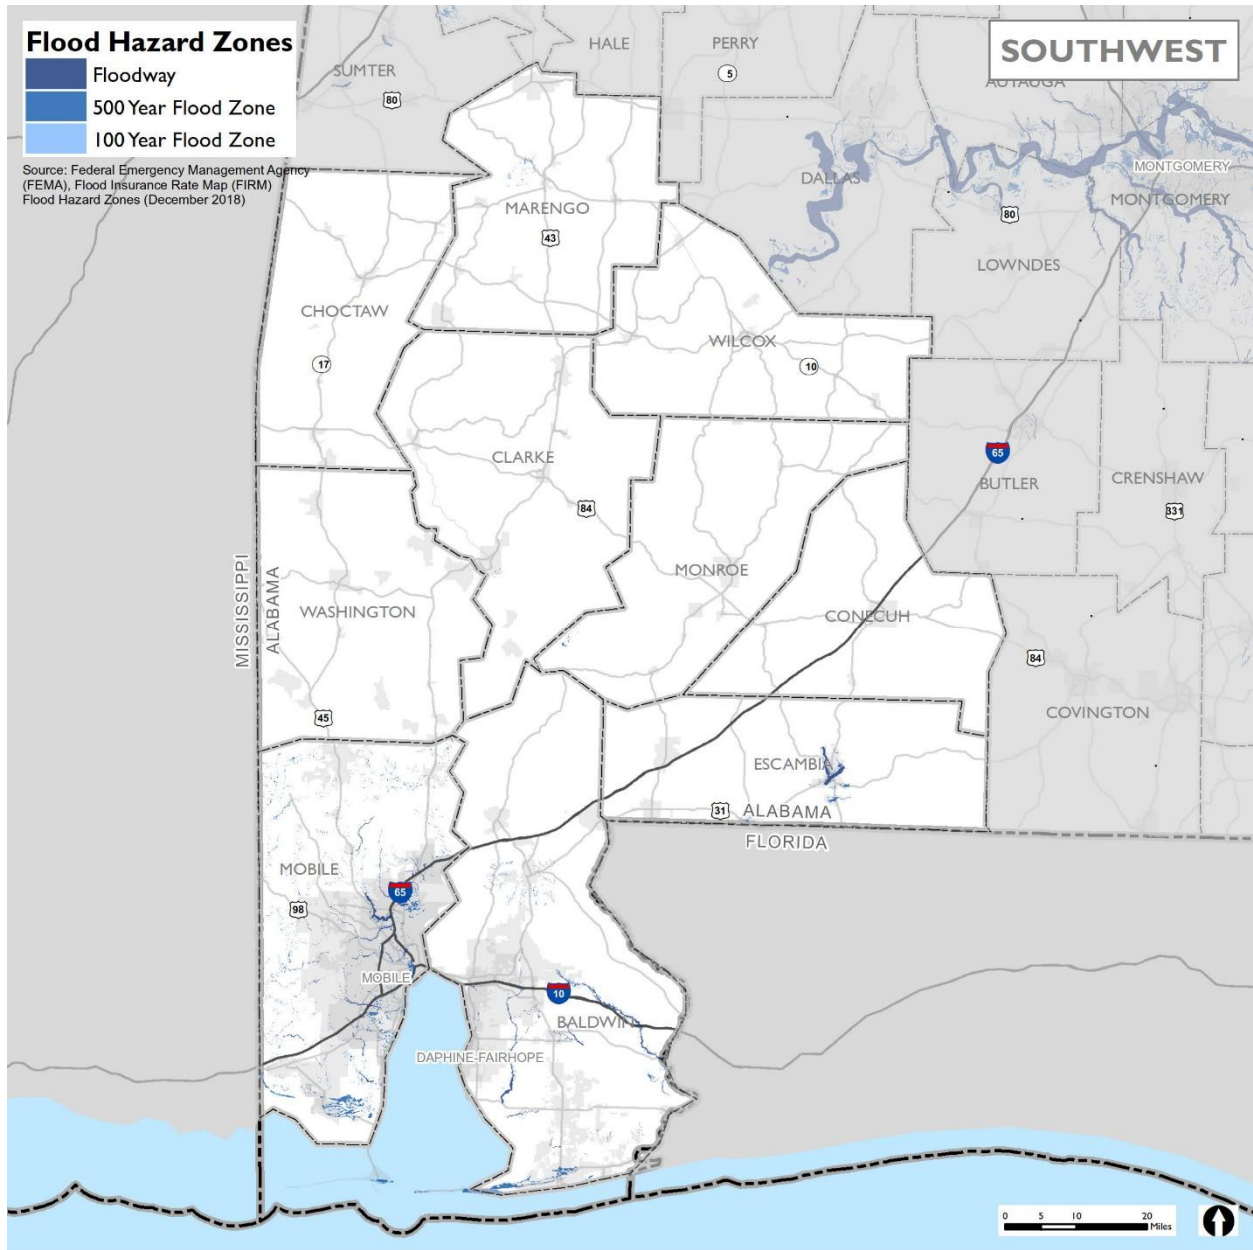 Flood Hazard Zones
Floodway
500 Year Flood Zone
100 Year Flood Zone
Source: Federal Emergency Management Agency
(FEMA), Flood Insurance Rate Map (FIRM)
Flood Hazard Zones (December 2018)
SOUTHWEST
HALE
PERRY
SUMTER
5
80
AUTAUGA
MONTGOMERY
DALLAS
MONTGOMERY
MARENGO
80
43
LOWNDES
CHOCTAW
WILCOX
17
10
CLARKE
65
BUTLER
CRENSHAW
84
331
MONROE
WASHINGTON
CONECUH
MISSISSIPPI
ALABAMA
84
45
COVINGTON
ESCAMBIA
31
ALABAMA
FLORIDA
MOBILE
65
98
MOBILE
10
BALDWIN
DAPHINE-FAIRHOPE
0 5 10 20
Miles